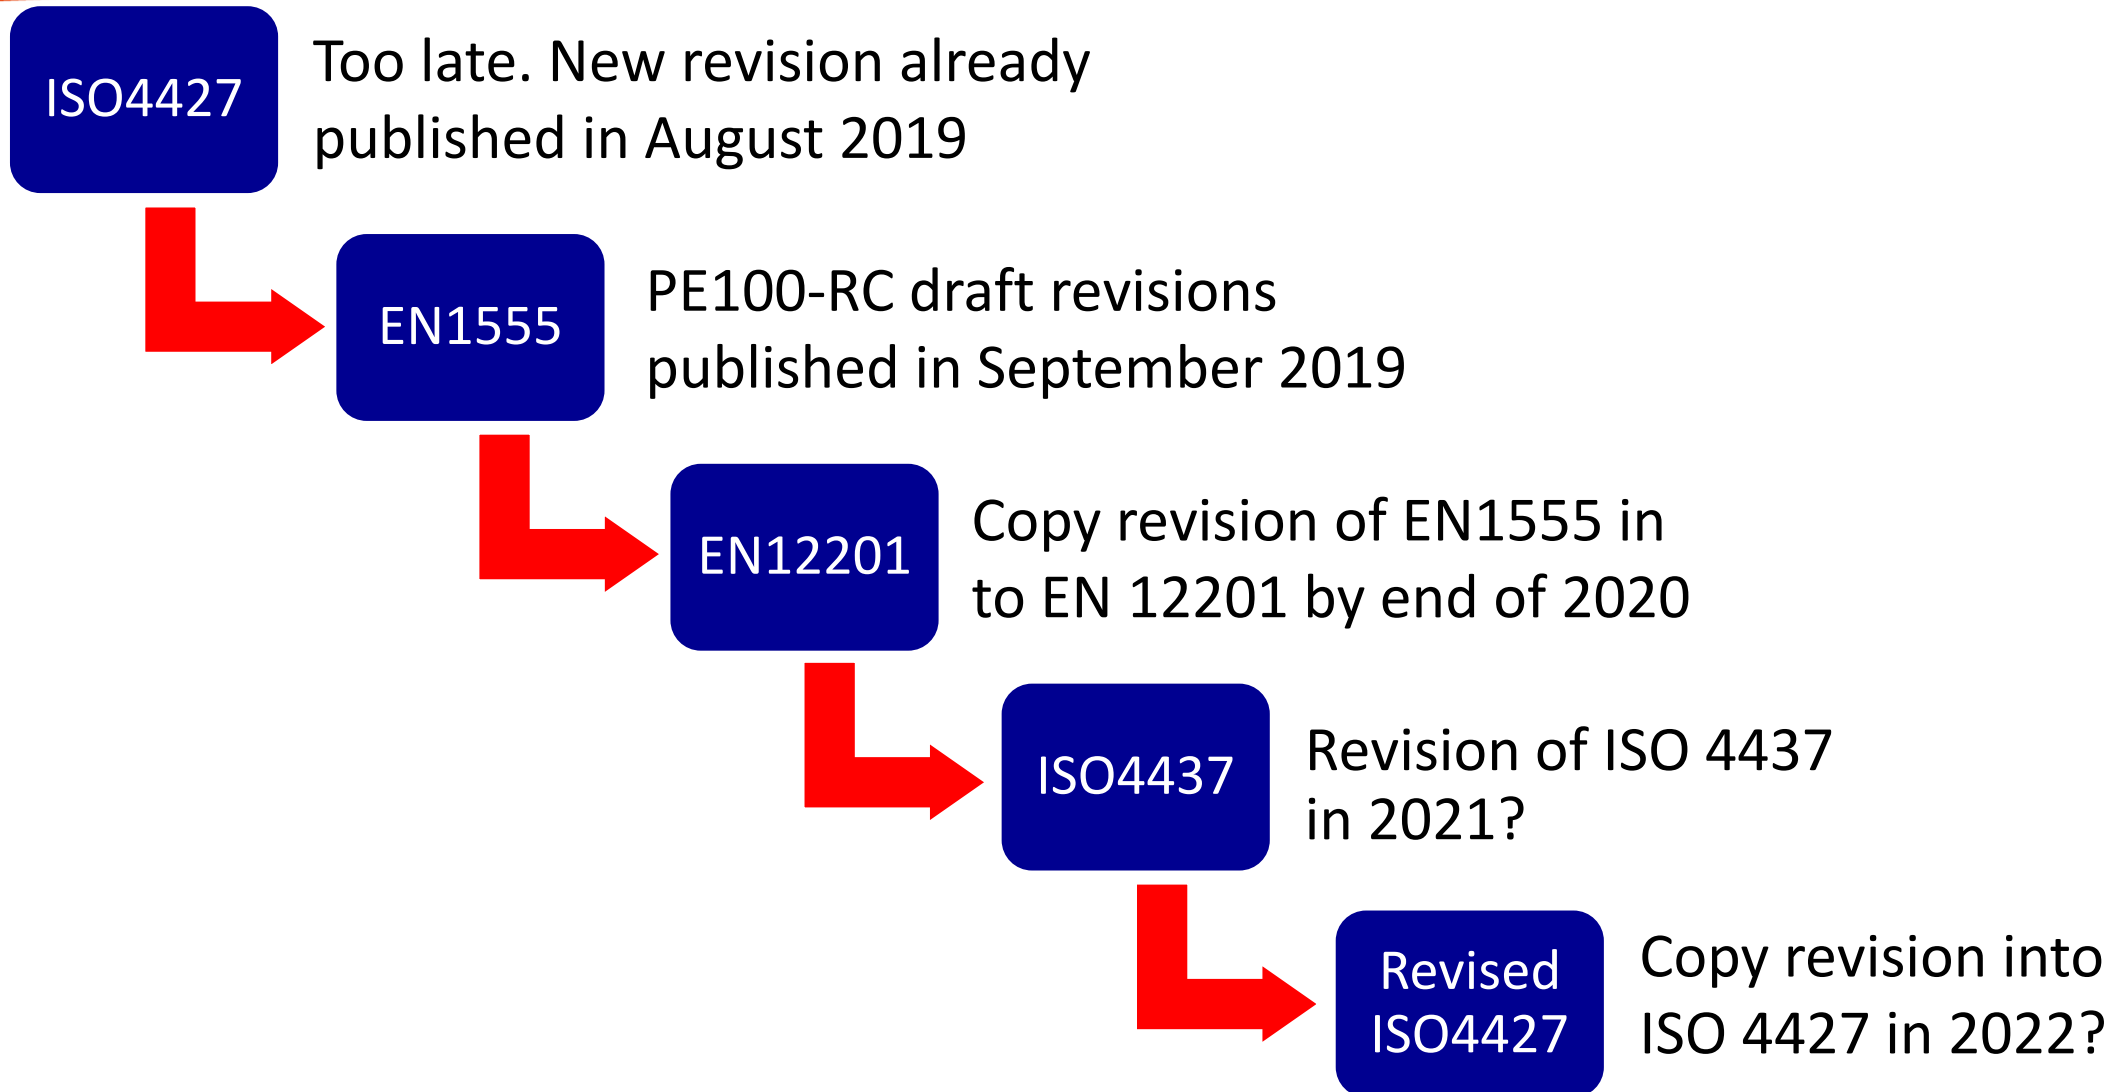 ISO4427
Too late. New revision already
published in August 2019
EN1555
PE100-RC draft revisions
published in September 2019
EN12201
Copy revision of EN1555 in
to EN 12201 by end of 2020
ISO4437
Revision of ISO 4437
in 2021?
Revised
ISO4427
Copy revision into
ISO 4427 in 2022?